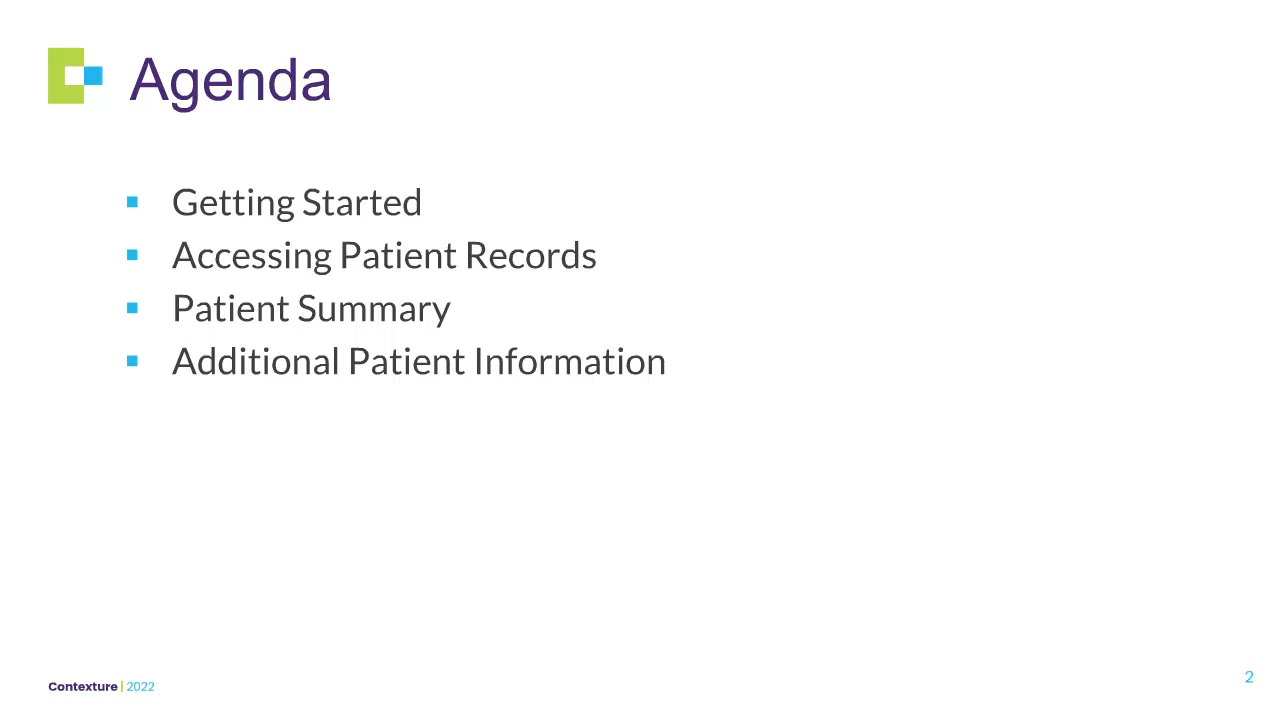 Agenda
Getting Started
Accessing Patient Records
Patient Summary
Additional Patient Information
Contexture | 2022
2